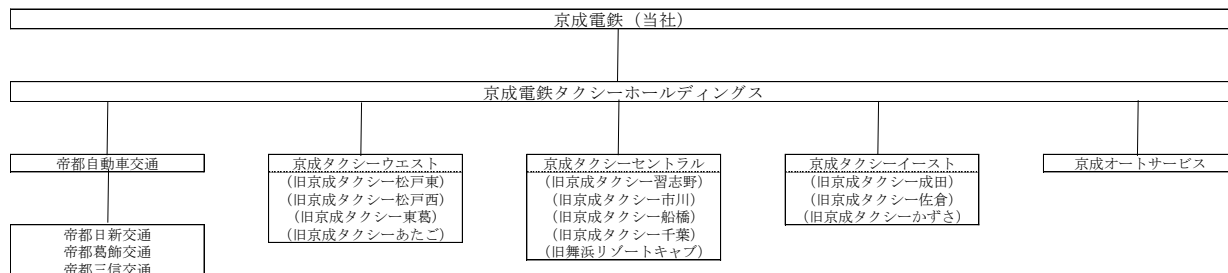 京成電鉄（当社）
京成電鉄タクシーホールディングス
帝都自動車交通
帝都日新交通
帝都葛飾交通
帝都三信交通
京成タクシーウエスト
(旧京成タクシー松戸東)
(旧京成タクシー松戸西)
(旧京成タクシー東葛)
(旧京成タクシーあたご)
京成タクシーセントラル
(旧京成タクシー習志野)
(旧京成タクシー市川)
(旧京成タクシー船橋)
(旧京成タクシー千葉)
(旧舞浜リゾートキャブ)
京成タクシーイースト
(旧京成タクシー成田)
(旧京成タクシー佐倉)
(旧京成タクシーかずさ)
京成オートサービス